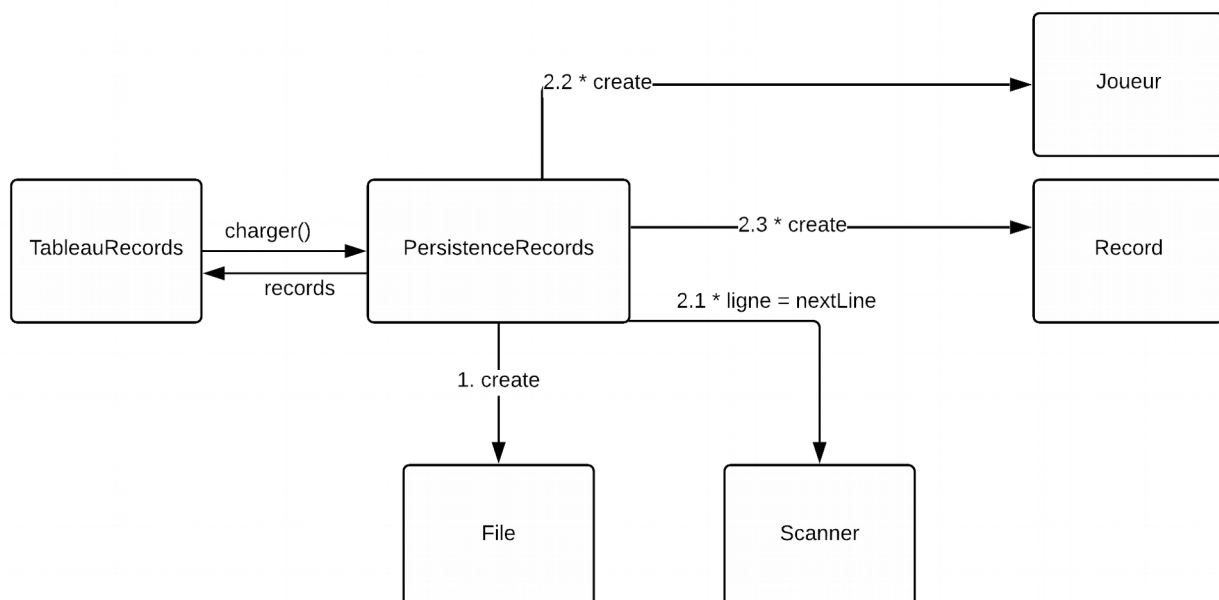 2.2 * create
Joueur
TableauRecords
charger()
records
PersistenceRecords
2.3 * create
Record
2.1 * ligne = nextLine
1. create
File
Scanner